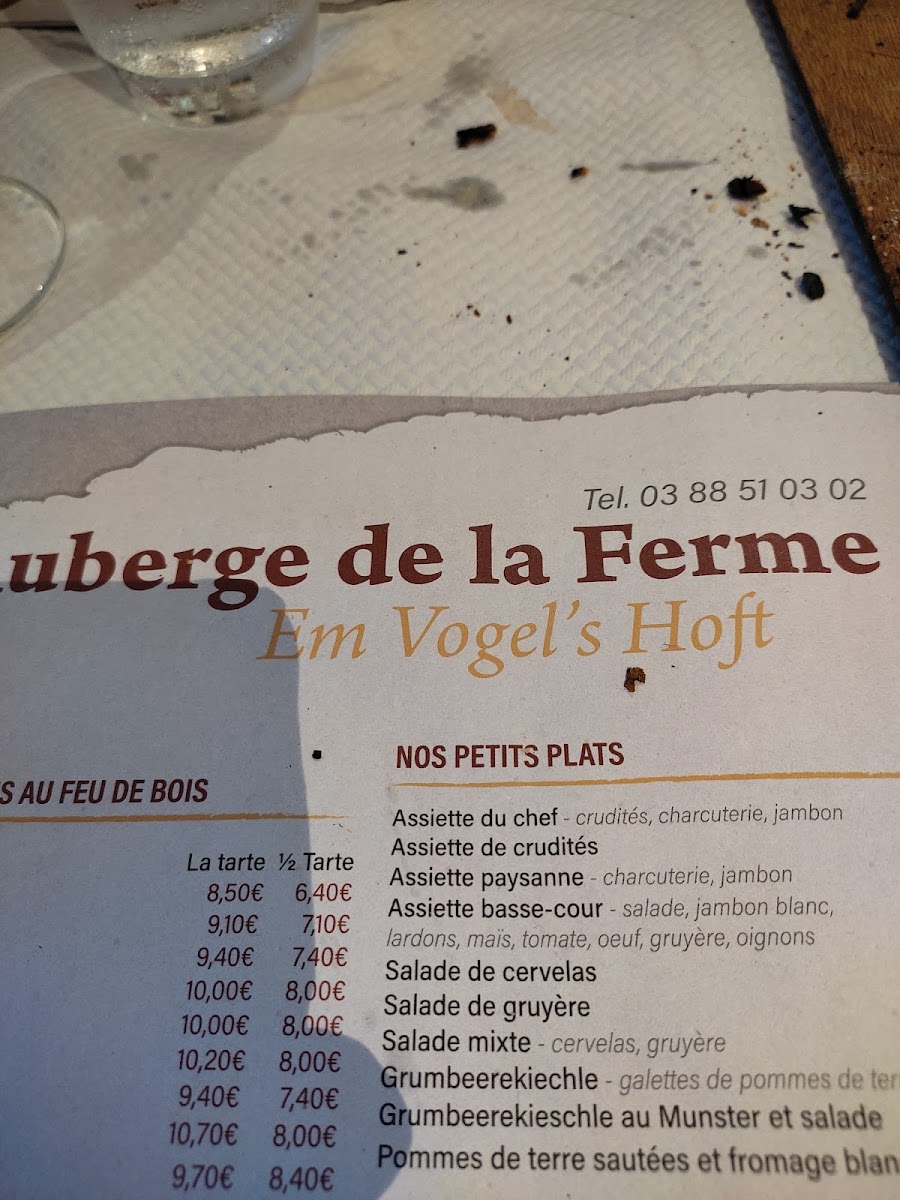 Tel. 03 88 51 03 02
uberge de la Ferme
Em Vogel's Hoft
S AU FEU DE BOIS
La tarte ½ Tarte
8,50€ 6,40€
9,10€ 7,10€
9,40€ 7,40€
10,00€ 8,00€
10,00€ 8,00€
10,20€ 8,00€
9,40€ 7,40€
10,70€ 8,00€
9,70€ 8,40€
NOS PETITS PLATS
Assiette du chef - crudités, charcuterie, jambon
Assiette de crudités
Assiette paysanne - charcuterie, jambon
Assiette basse-cour - salade, jambon blanc,
lardons, maïs, tomate, oeuf, gruyère, oignons
Salade de cervelas
Salade de gruyère
Salade mixte - cervelas, gruyère
Grumbeerekiechle - galettes de pommes de ter
Grumbeerekieschle au Munster et salade
Pommes de terre sautées et fromage blan